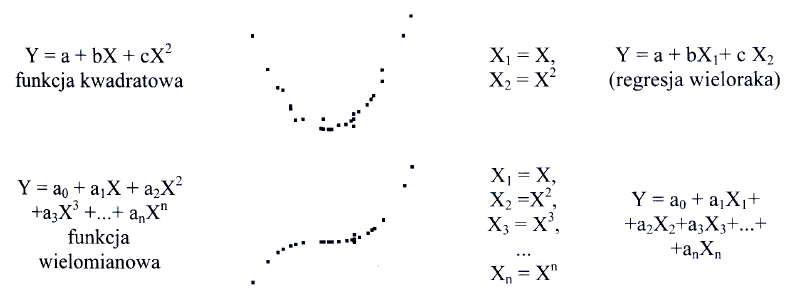 Y = a + bX + cX²
funkcja kwadratowa
X₁ = X,
X₂ = X²
Y = a + bX₁+ c X₂
(regresja wieloraka)
Y = a₀ + a₁X + a₂X²
+a₃X³ +...+ aₙXⁿ
funkcja
wielomianowa
X₁ = X,
X₂ =X²,
X₃ = X³,
...
Xₙ = Xⁿ
Y = a₀ + a₁X₁+
+a₂X₂+a₃X₃+...+
+aₙXₙ